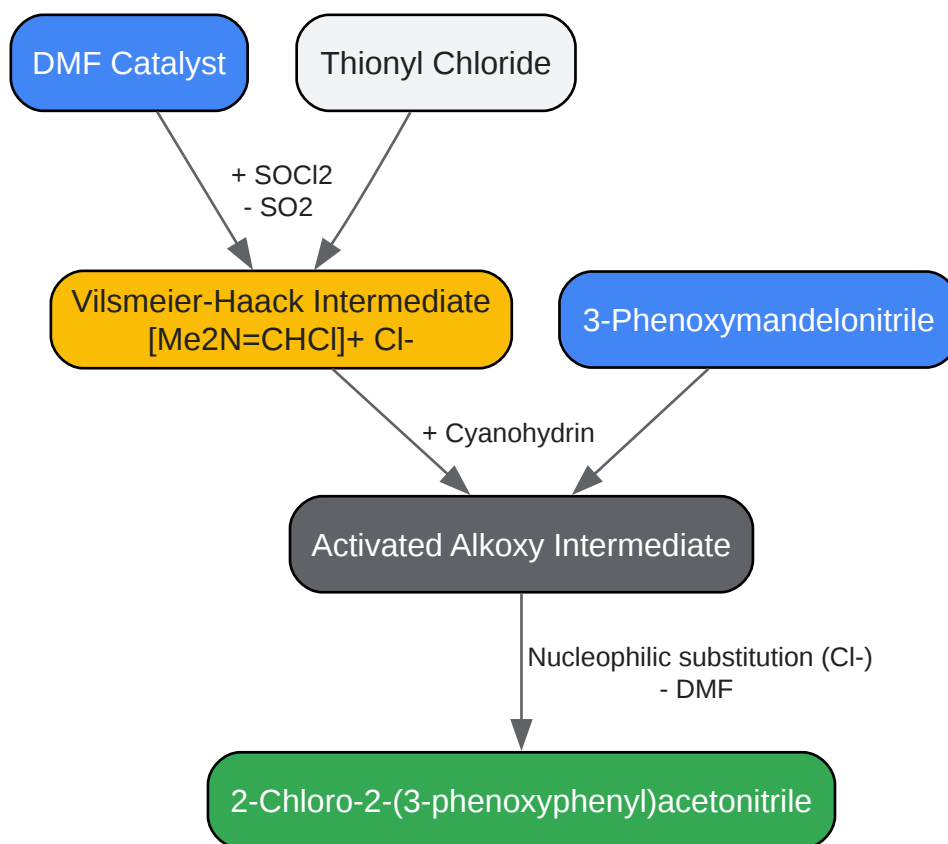 DMF Catalyst
Thionyl Chloride
+ SOCl2
- SO2
Vilsmeier-Haack Intermediate
[Me2N=CHCl]+ Cl-
3-Phenoxymandelonitrile
+ Cyanohydrin
Activated Alkoxy Intermediate
Nucleophilic substitution (Cl-)
- DMF
2-Chloro-2-(3-phenoxyphenyl)acetonitrile